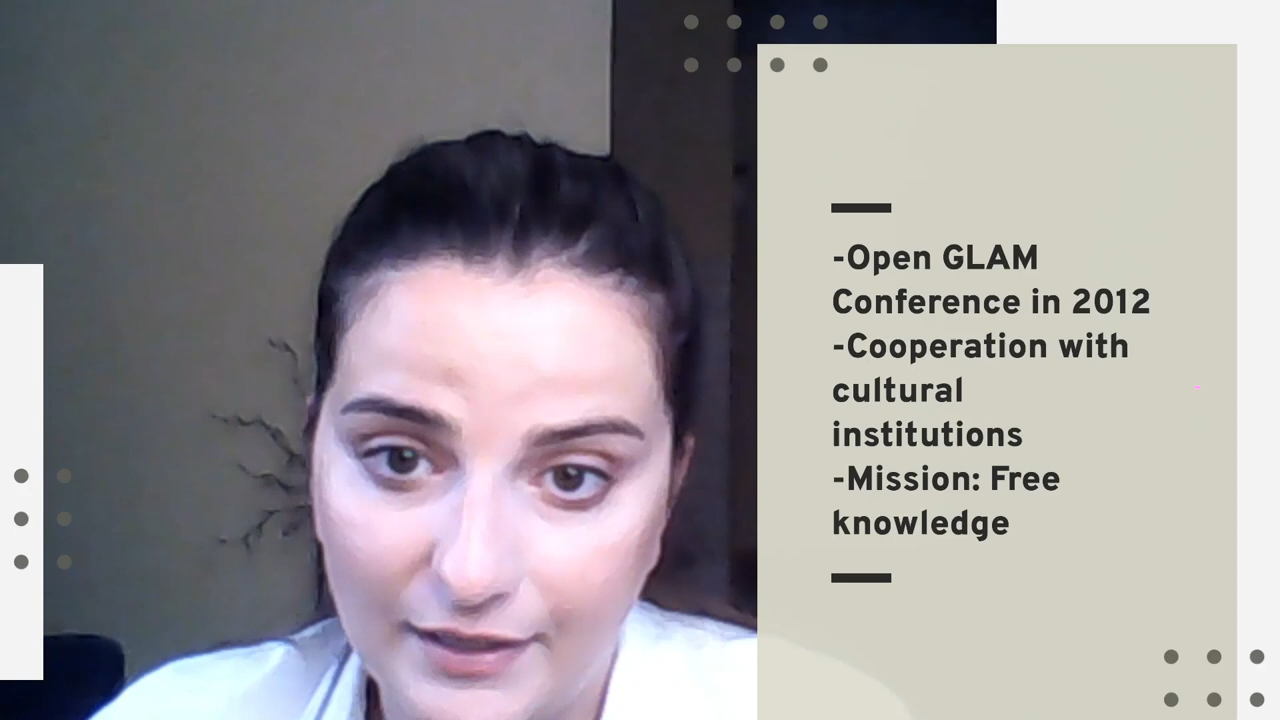 -Open GLAM
Conference in 2012
-Cooperation with
cultural
institutions
-Mission: Free
knowledge